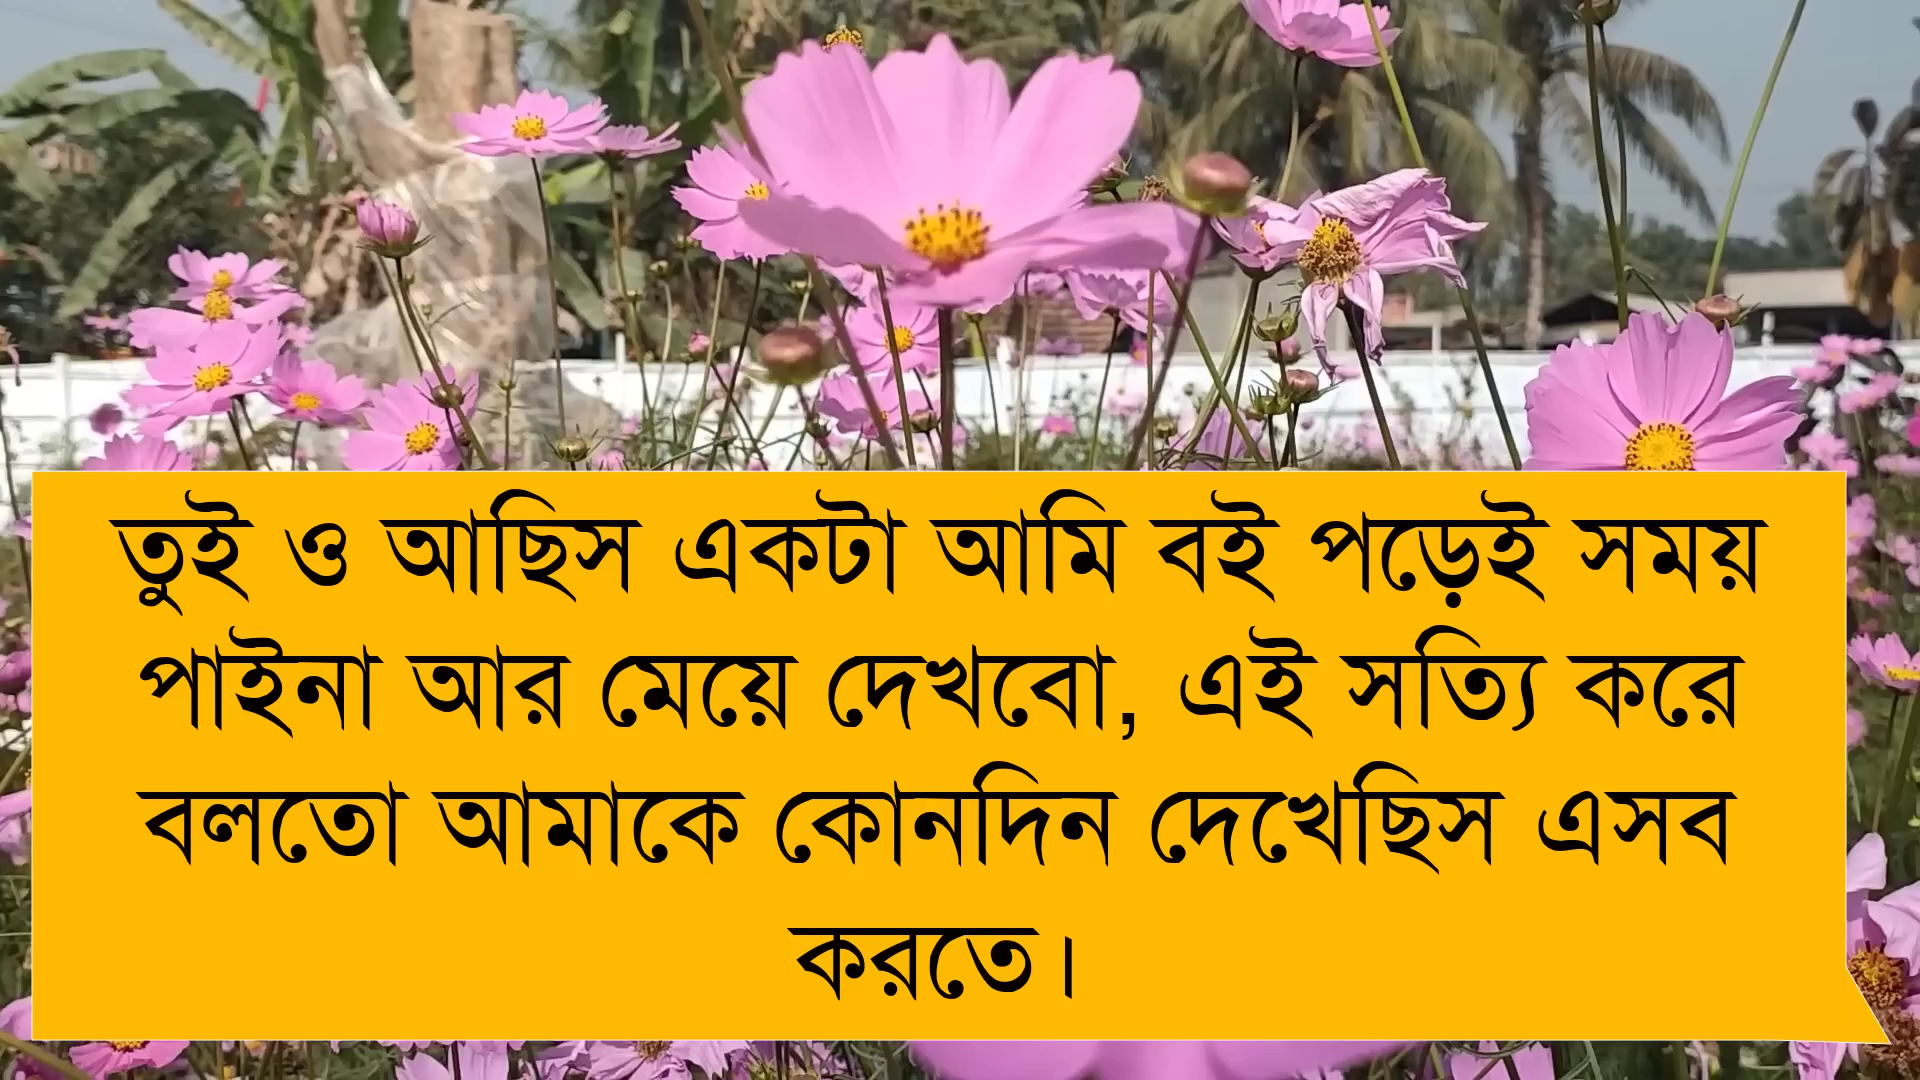 তুই ও আছিস একটা আমি বই পড়েই সময়
পাইনা আর মেয়ে দেখবো, এই সত্যি করে
বলতো আমাকে কোনদিন দেখেছিস এসব
করতে।